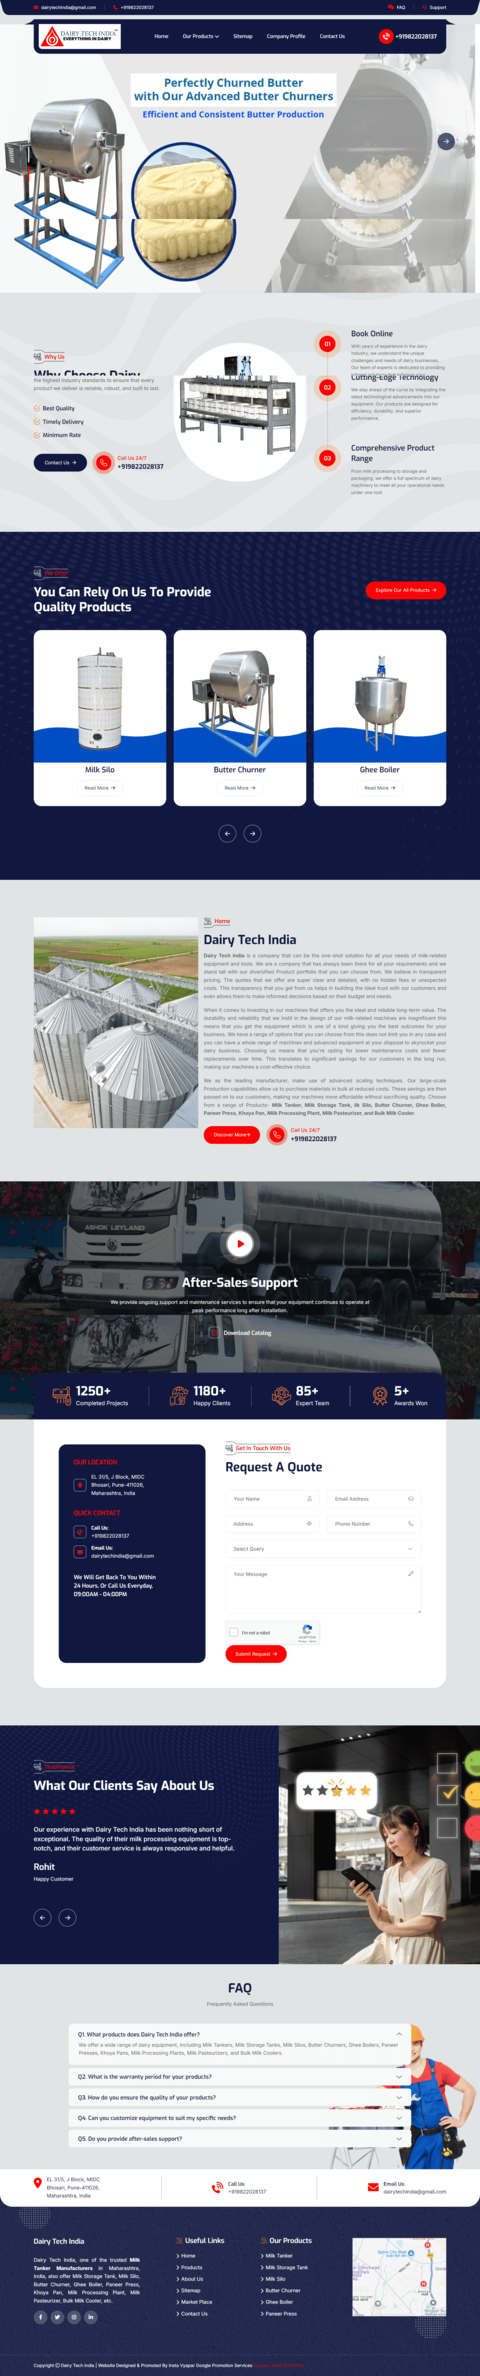 dairytechindia@gmail.com
+919822028137
FAQ
Support
DAIRY TECH INDIA
EVERYTHING IN DAIRY
Home
Our Products
Sitemap
Company Profile
Contact Us
+919822028137
Perfectly Churned Butter
with Our Advanced Butter Churners
Efficient and Consistent Butter Production
Why Us
Why Choose Dairy
the highest industry standards to ensure that every
product we deliver is reliable, robust, and built to last.
Best Quality
Timely Delivery
Minimum Rate
Contact Us
Call Us 24/7
+919822028137
01
Book Online
With years of experience in the dairy
industry, we understand the unique
challenges and needs of dairy businesses.
Our team of experts is dedicated to providing
02
Cutting-Edge Technology
We stay ahead of the curve by integrating the
latest technological advancements into our
equipment. Our products are designed for
efficiency, durability, and superior
performance.
03
Comprehensive Product
Range
From milk processing to storage and
packaging, we offer a full spectrum of dairy
machinery to meet all your operational needs
under one roof.
We Offer
You Can Rely On Us To Provide
Quality Products
Explore Our All Products
Milk Silo
Read More
Butter Churner
Read More
Ghee Boiler
Read More
Home
Dairy Tech India
Dairy Tech India is a company that can be the one-shot solution for all your needs of milk-related
equipment and tools. We are a company that has always been there for all your requirements and we
stand tall with our diversified Product portfolio that you can choose from. We believe in transparent
pricing. The quotes that we offer are super clear and detailed, with no hidden fees or unexpected
costs. This transparency that you get from us helps in building the ideal trust with our customers and
even allows them to make informed decisions based on their budget and needs.
When it comes to investing in our machines that offers you the ideal and reliable long-term value. The
durability and reliability that we instil in the design of our milk-related machines are magnificent this
means that you get the equipment which is one of a kind giving you the best outcomes for your
business. We have a range of options that you can choose from this does not limit you in any case and
you can have a whole range of machines and advanced equipment at your disposal to skyrocket your
dairy business. Choosing us means that you're opting for lower maintenance costs and fewer
replacements over time. This translates to significant savings for our customers in the long run,
making our machines a cost-effective choice.
We as the leading manufacturer, make use of advanced scaling techniques. Our large-scale
Production capabilities allow us to purchase materials in bulk at reduced costs. These savings are then
passed on to our customers, making our machines more affordable without sacrificing quality. Choose
from a range of Products- Milk Tanker, Milk Storage Tank, lik Silo, Butter Churner, Ghee Boiler,
Paneer Press, Khoya Pan, Milk Processing Plant, Milk Pasteurizer, and Bulk Milk Cooler.
Discover More
Call Us 24/7
+919822028137
ASHOK LEYLAND
After-Sales Support
We provide ongoing support and maintenance services to ensure that your equipment continues to operate at
peak performance long after installation.
Download Catalog
1250+
Completed Projects
1180+
Happy Clients
85+
Expert Team
5+
Awards Won
OUR LOCATION
EL 31/5, J Block, MIDC
Bhosari, Pune-411026,
Maharashtra, India
QUICK CONTACT
Call Us:
+919822028137
Email Us:
dairytechindia@gmail.com
We Will Get Back To You Within
24 Hours, Or Call Us Everyday,
09:00AM - 04:00PM
Get In Touch With Us
Request A Quote
Your Name
Email Address
Address
Phone Number
Select Query
Your Message
I'm not a robot
reCAPTCHA
Privacy - Terms
Submit Request
Testimonial
What Our Clients Say About Us
Our experience with Dairy Tech India has been nothing short of
exceptional. The quality of their milk processing equipment is top-
notch, and their customer service is always responsive and helpful.
Rohit
Happy Customer
FAQ
Frequently Asked Questions
Q1. What products does Dairy Tech India offer?
We offer a wide range of dairy equipment, including Milk Tankers, Milk Storage Tanks, Milk Silos, Butter Churners, Ghee Boilers, Paneer
Presses, Khoya Pans, Milk Processing Plants, Milk Pasteurizers, and Bulk Milk Coolers.
Q2. What is the warranty period for your products?
Q3. How do you ensure the quality of your products?
Q4. Can you customize equipment to suit my specific needs?
Q5. Do you provide after-sales support?
EL 31/5, J Block, MIDC
Bhosari, Pune-411026,
Maharashtra, India
Call Us:
+919822028137
Email Us:
dairytechindia@gmail.com
Dairy Tech India
Dairy Tech India, one of the trusted Milk
Tanker Manufacturers in Maharashtra,
India, also offer Milk Storage Tank, Milk Silo,
Butter Churner, Ghee Boiler, Paneer Press,
Khoya Pan, Milk Processing Plant, Milk
Pasteurizer, Bulk Milk Cooler, etc.
Useful Links
Home
Products
About Us
Sitemap
Market Place
Contact Us
Our Products
Milk Tanker
Milk Storage Tank
Milk Silo
Butter Churner
Ghee Boiler
Paneer Press
Copyright © Dairy Tech India | Website Designed & Promoted By Insta Vyapar Google Promotion Services